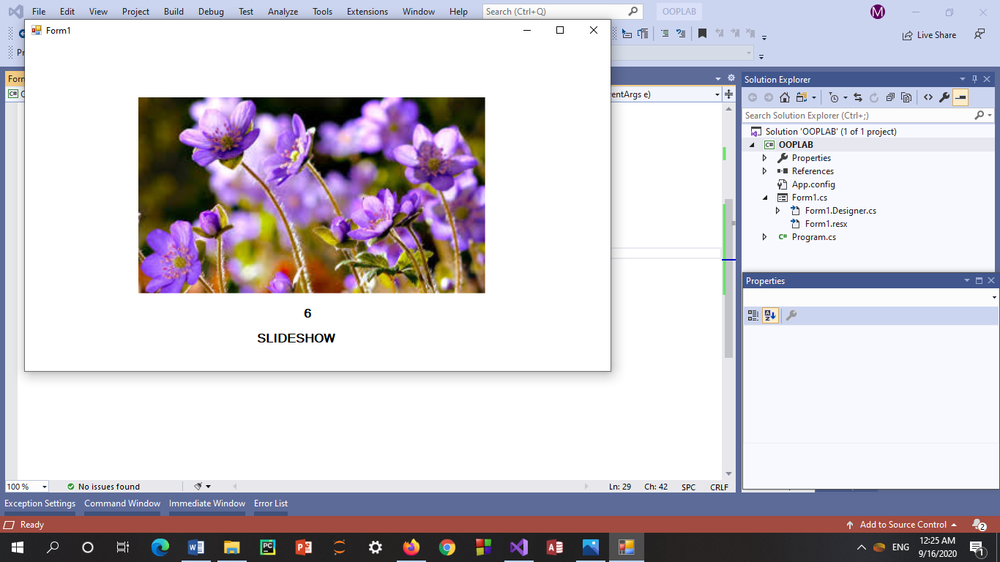 File Edit View Project Build Debug Test Analyze Tools Extensions Window Help Search (Ctrl+Q) OOPLAB M
Form1
Live Share
Pr
Form
C# C
entArgs e)
6
SLIDESHOW
Solution Explorer
Search Solution Explorer (Ctrl+;)
Solution 'OOPLAB' (1 of 1 project)
C# OOPLAB
Properties
References
App.config
Form1.cs
Form1.Designer.cs
Form1.resx
C# Program.cs
Properties
100 % No issues found Ln: 29 Ch: 42 SPC CRLF
Exception Settings Command Window Immediate Window Error List
Ready Add to Source Control 2
ENG 12:25 AM
9/16/2020 1